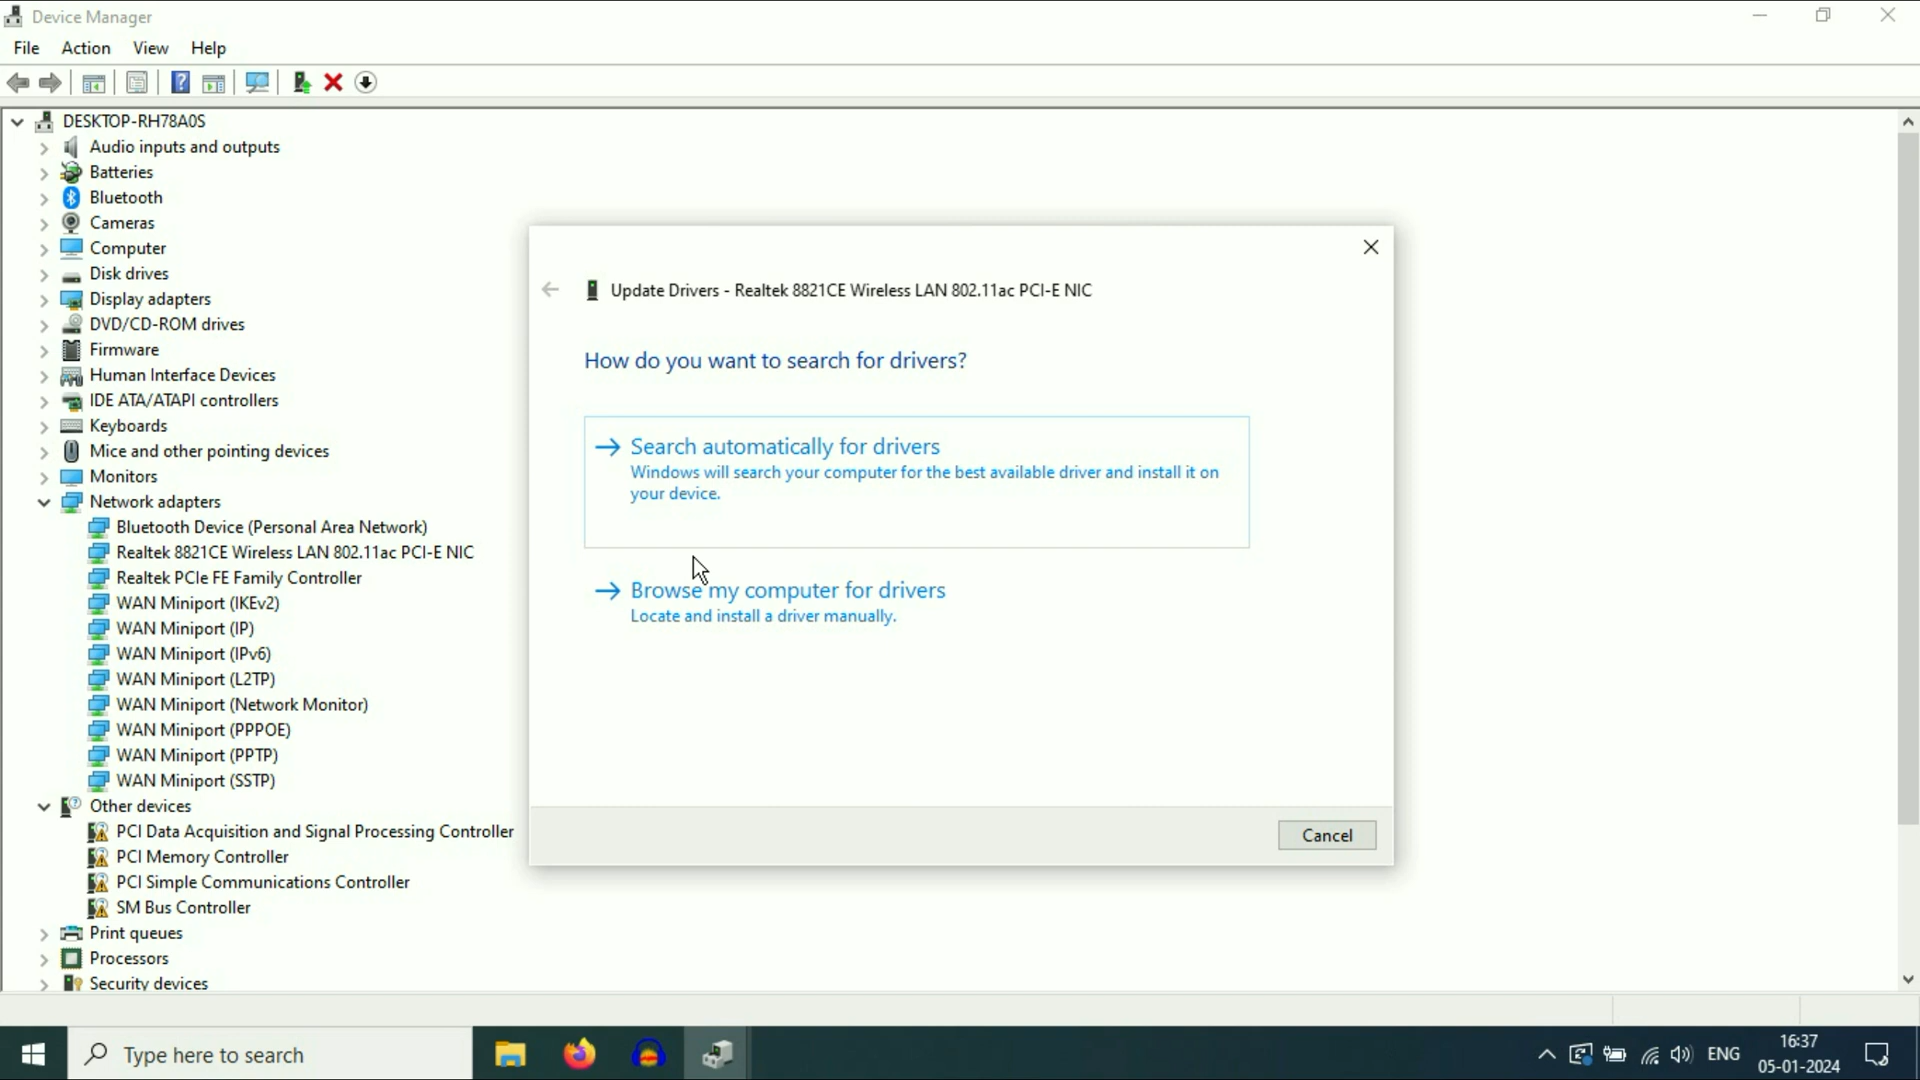 Device Manager
File Action View Help
DESKTOP-RH78A0S
Audio inputs and outputs
Batteries
Bluetooth
Cameras
Computer
Disk drives
Display adapters
DVD/CD-ROM drives
Firmware
Human Interface Devices
IDE ATA/ATAPI controllers
Keyboards
Mice and other pointing devices
Monitors
Network adapters
Bluetooth Device (Personal Area Network)
Realtek 8821CE Wireless LAN 802.11ac PCI-E NIC
Realtek PCIe FE Family Controller
WAN Miniport (IKEv2)
WAN Miniport (IP)
WAN Miniport (IPv6)
WAN Miniport (L2TP)
WAN Miniport (Network Monitor)
WAN Miniport (PPPOE)
WAN Miniport (PPTP)
WAN Miniport (SSTP)
Other devices
PCI Data Acquisition and Signal Processing Controller
PCI Memory Controller
PCI Simple Communications Controller
SM Bus Controller
Print queues
Processors
Security devices
Update Drivers - Realtek 8821CE Wireless LAN 802.11ac PCI-E NIC
How do you want to search for drivers?
Search automatically for drivers
Windows will search your computer for the best available driver and install it on
your device.
Browse my computer for drivers
Locate and install a driver manually.
Cancel
Type here to search
ENG
16:37
05-01-2024